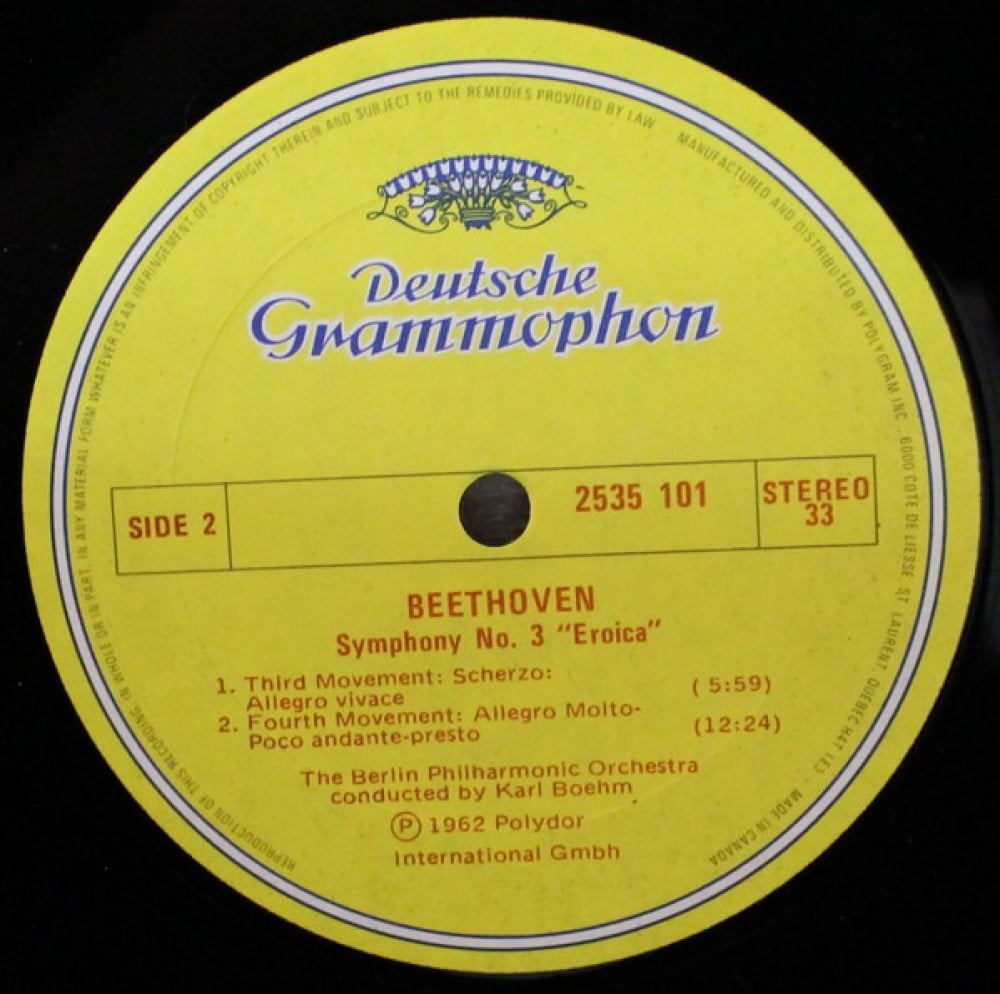 REPRODUCTION OF THIS RECORDING, IN WHOLE OR IN PART, IN ANY MATERIAL FORM WHATEVER IS AN INFRINGEMENT OF COPYRIGHT THEREIN AND SUBJECT TO THE REMEDIES PROVIDED BY LAW
MANUFACTURED AND DISTRIBUTED BY POLYGRAM INC., 6000 COTE DE LIESSE, ST. LAURENT, QUEBEC H4T 1E3 - MADE IN CANADA
Deutsche
Grammophon
SIDE 2
2535 101
STEREO
33
BEETHOVEN
Symphony No. 3 "Eroica"
1. Third Movement: Scherzo: (5:59)
Allegro vivace
2. Fourth Movement: Allegro Molto- (12:24)
Poco andante-presto
The Berlin Philharmonic Orchestra
conducted by Karl Boehm
Ⓟ 1962 Polydor
International Gmbh